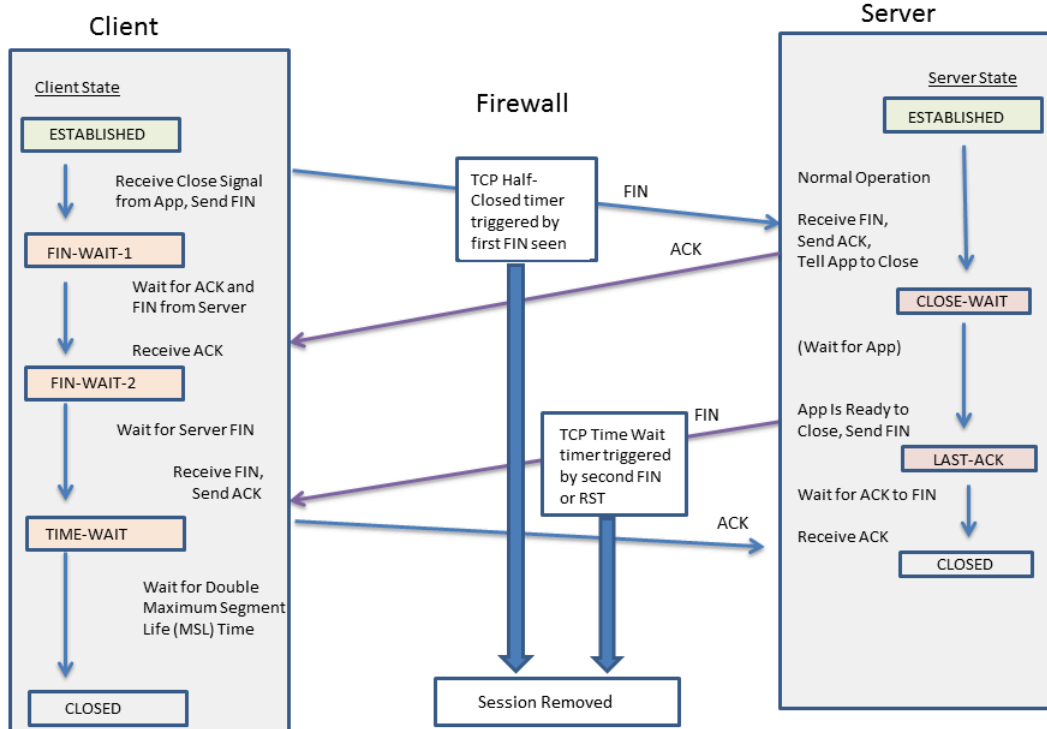 Client
Server
Firewall
Client State
ESTABLISHED
Receive Close Signal
from App, Send FIN
FIN-WAIT-1
Wait for ACK and
FIN from Server
Receive ACK
FIN-WAIT-2
Wait for Server FIN
Receive FIN,
Send ACK
TIME-WAIT
Wait for Double
Maximum Segment
Life (MSL) Time
CLOSED
TCP Half-
Closed timer
triggered by
first FIN seen
FIN
ACK
TCP Time Wait
timer triggered
by second FIN
or RST
FIN
ACK
Session Removed
Server State
ESTABLISHED
Normal Operation
Receive FIN,
Send ACK,
Tell App to Close
CLOSE-WAIT
(Wait for App)
App Is Ready to
Close, Send FIN
LAST-ACK
Wait for ACK to FIN
Receive ACK
CLOSED